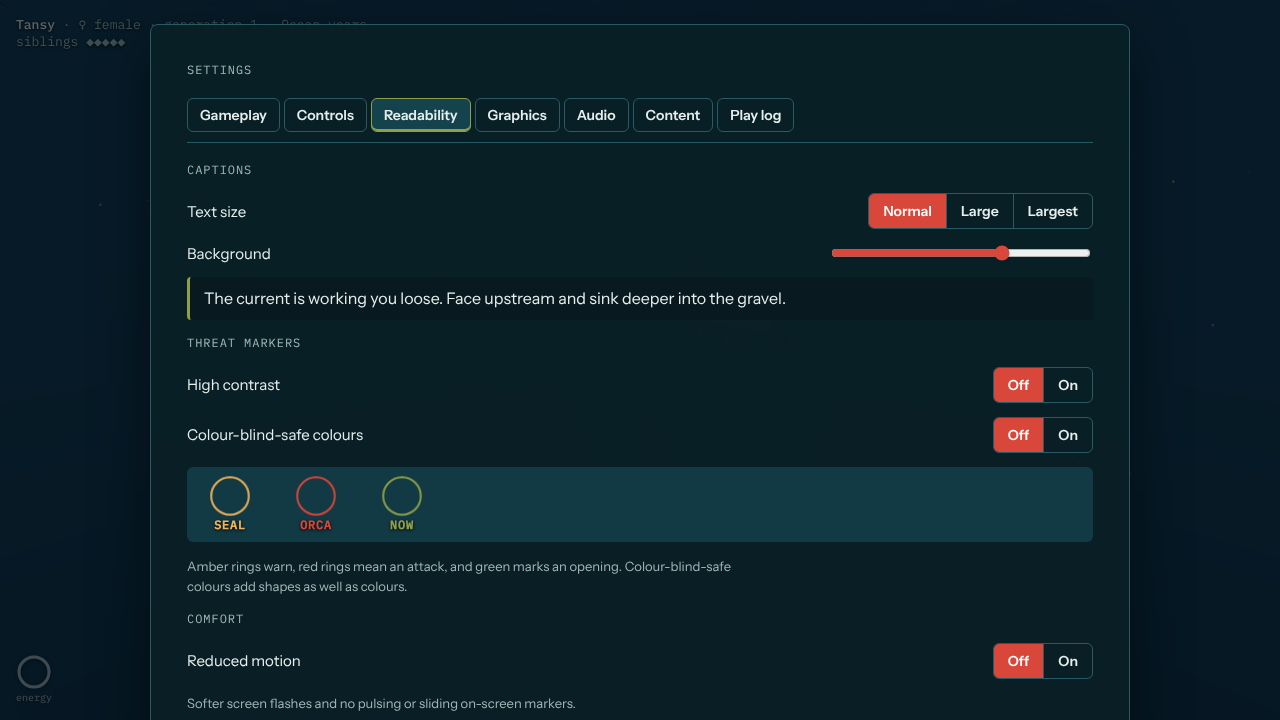 Tansy · ♀ female · generation 1 · Ocean years
siblings ◆◆◆◆◆
SETTINGS
Gameplay Controls Readability Graphics Audio Content Play log
CAPTIONS
Text size Normal Large Largest
Background
The current is working you loose. Face upstream and sink deeper into the gravel.
THREAT MARKERS
High contrast Off On
Colour-blind-safe colours Off On
SEAL ORCA NOW
Amber rings warn, red rings mean an attack, and green marks an opening. Colour-blind-safe
colours add shapes as well as colours.
COMFORT
Reduced motion Off On
Softer screen flashes and no pulsing or sliding on-screen markers.
energy